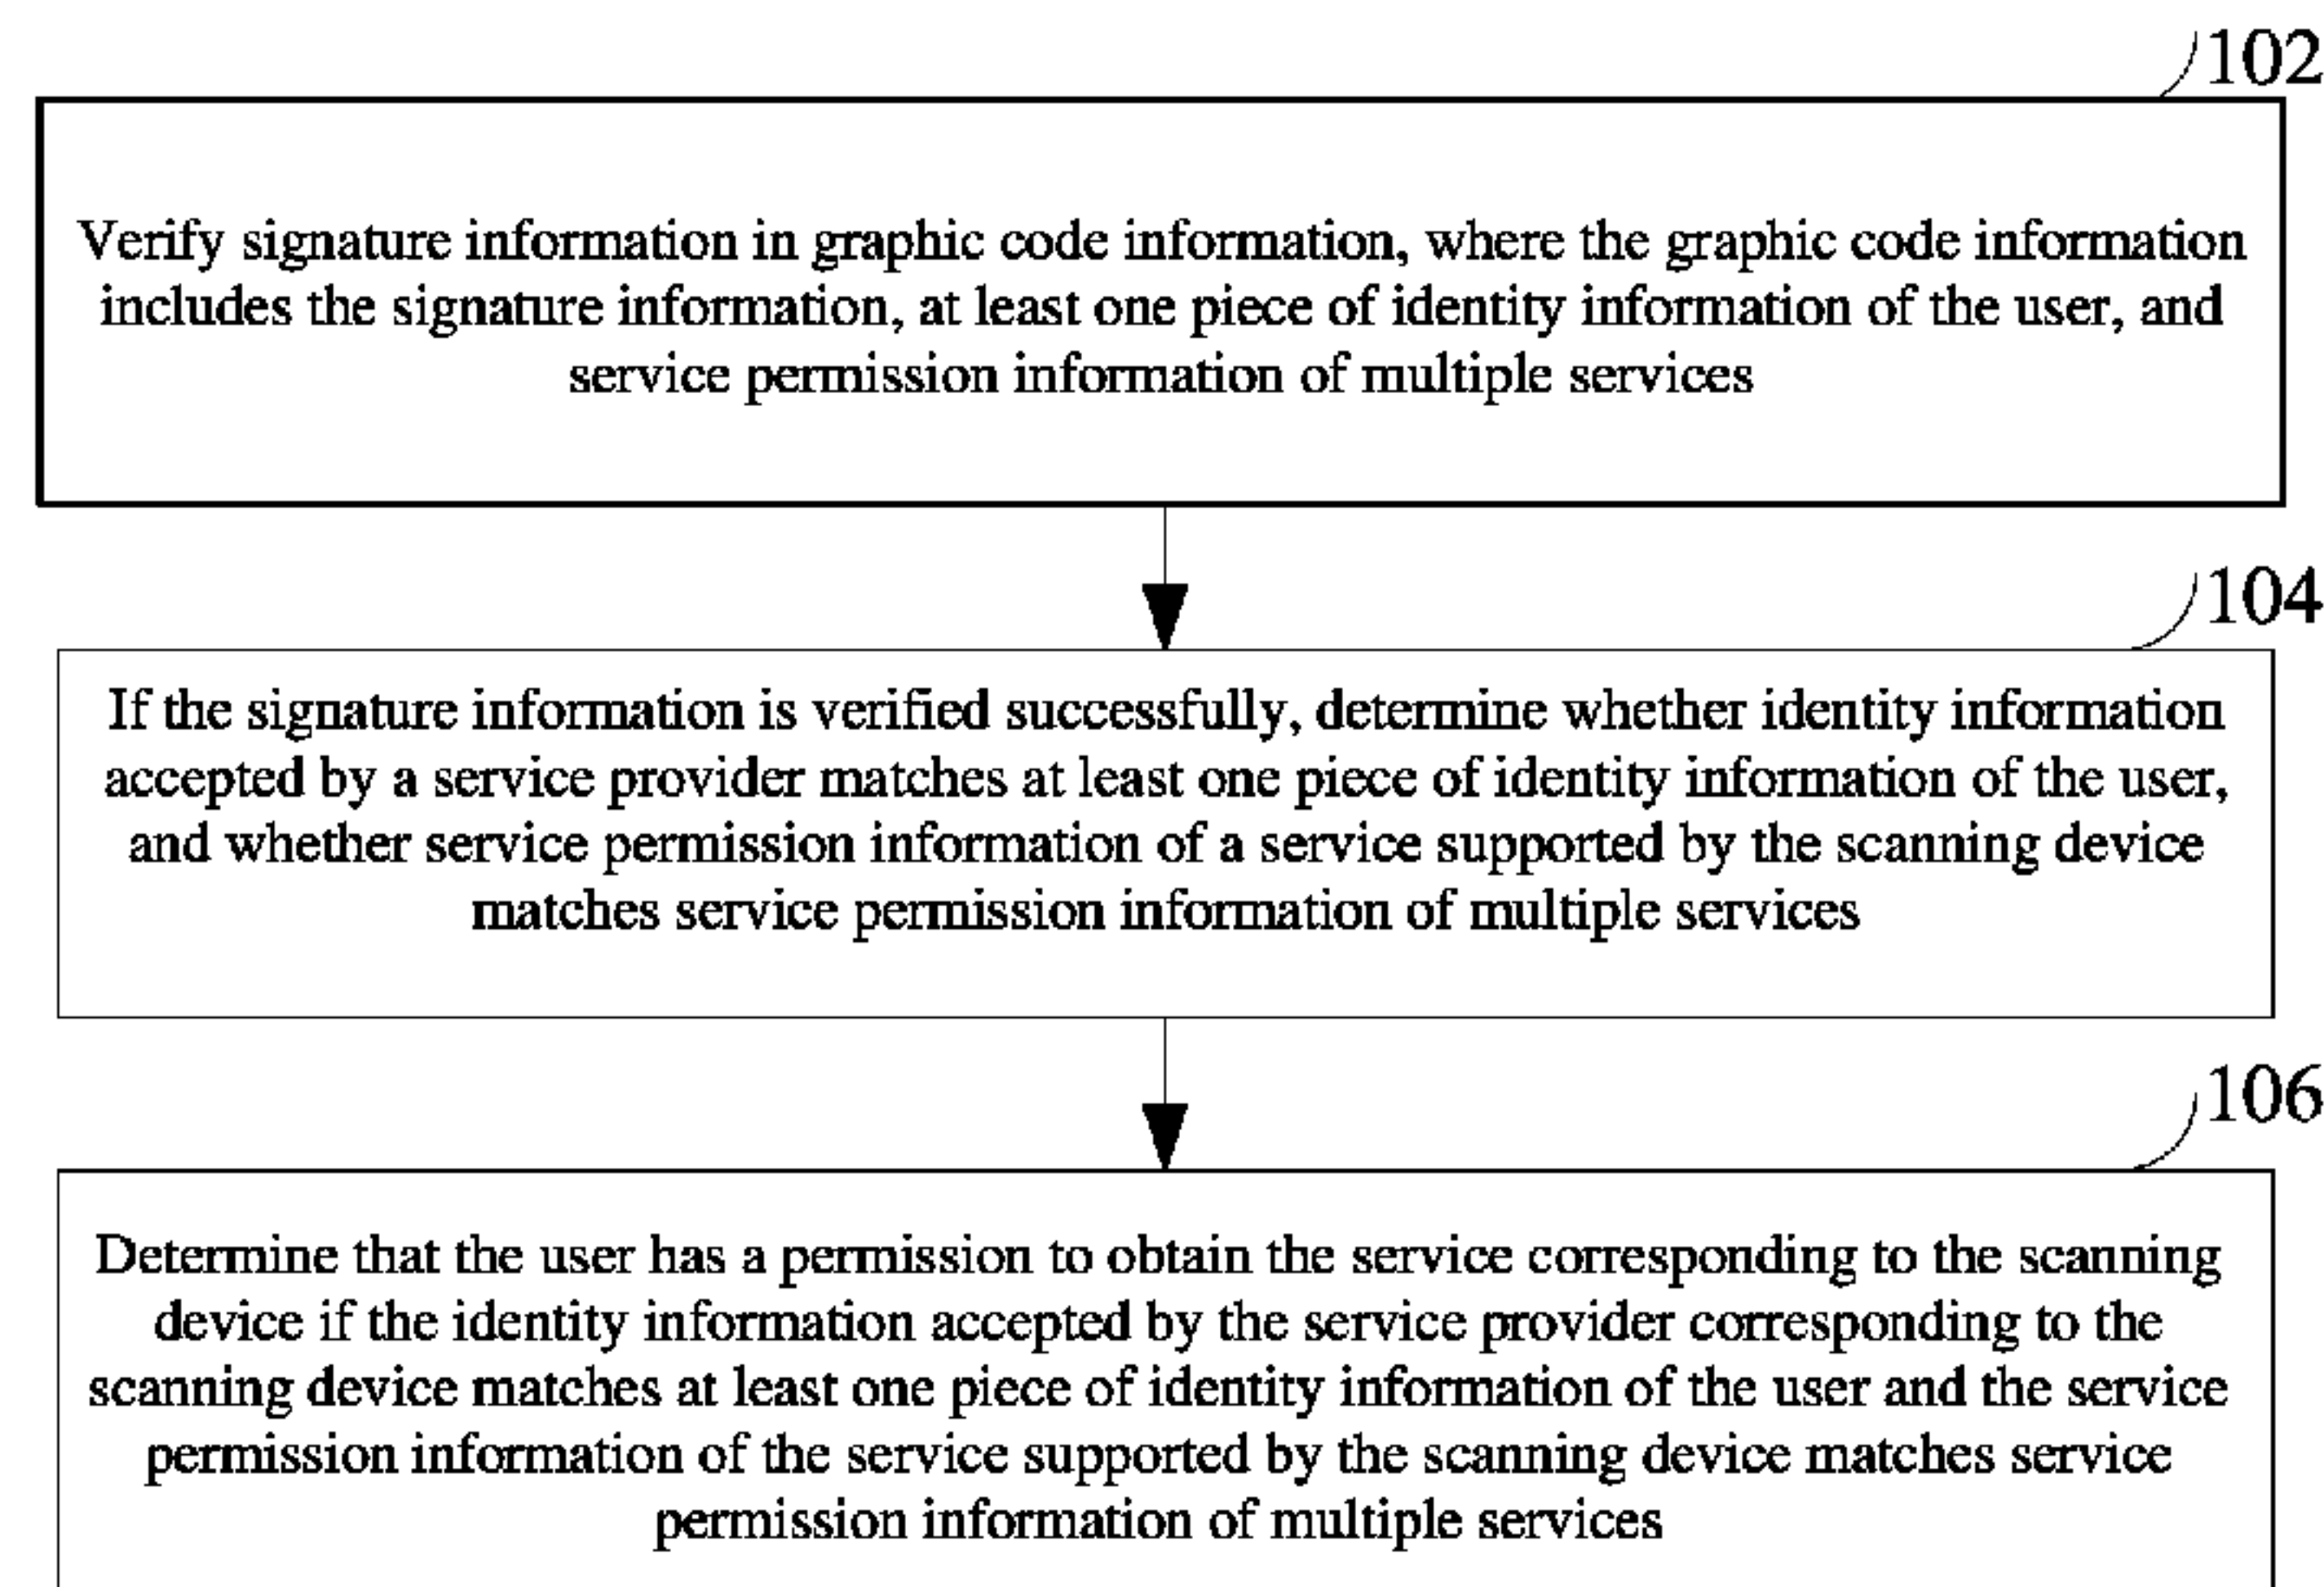 102
Verify signature information in graphic code information, where the graphic code information
includes the signature information, at least one piece of identity information of the user, and
service permission information of multiple services
104
If the signature information is verified successfully, determine whether identity information
accepted by a service provider matches at least one piece of identity information of the user,
and whether service permission information of a service supported by the scanning device
matches service permission information of multiple services
106
Determine that the user has a permission to obtain the service corresponding to the scanning
device if the identity information accepted by the service provider corresponding to the
scanning device matches at least one piece of identity information of the user and the service
permission information of the service supported by the scanning device matches service
permission information of multiple services